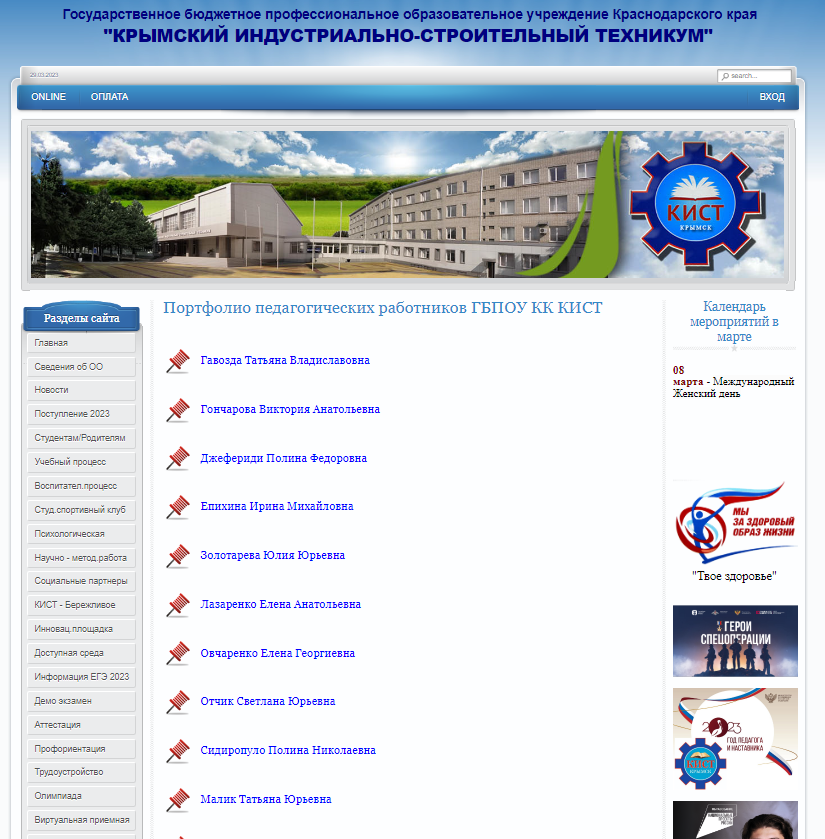 Государственное бюджетное профессиональное образовательное учреждение Краснодарского края
"КРЫМСКИЙ ИНДУСТРИАЛЬНО-СТРОИТЕЛЬНЫЙ ТЕХНИКУМ"
29.03.2023
search...
ONLINE
ОПЛАТА
ВХОД
КИСТ
КРЫМСК
Разделы сайта
Главная
Сведения об ОО
Новости
Поступление 2023
Студентам/Родителям
Учебный процесс
Воспитател.процесс
Студ.спортивный клуб
Психологическая
Научно - метод.работа
Социальные партнеры
КИСТ - Бережливое
Инновац.площадка
Доступная среда
Информация ЕГЭ 2023
Демо экзамен
Аттестация
Профориентация
Трудоустройство
Олимпиада
Виртуальная приемная
Портфолио педагогических работников ГБПОУ КК КИСТ
Гавозда Татьяна Владиславовна
Гончарова Виктория Анатольевна
Джефериди Полина Федоровна
Епихина Ирина Михайловна
Золотарева Юлия Юрьевна
Лазаренко Елена Анатольевна
Овчаренко Елена Георгиевна
Отчик Светлана Юрьевна
Сидиропуло Полина Николаевна
Малик Татьяна Юрьевна
Календарь
мероприятий в
марте
08
марта - Международный
Женский день
МЫ
ЗА ЗДОРОВЫЙ
ОБРАЗ ЖИЗНИ
"Твое здоровье"
ГЕРОИ
СПЕЦОПЕРАЦИИ
2023
ГОД ПЕДАГОГА
И НАСТАВНИКА
КИСТ
КРЫМСК